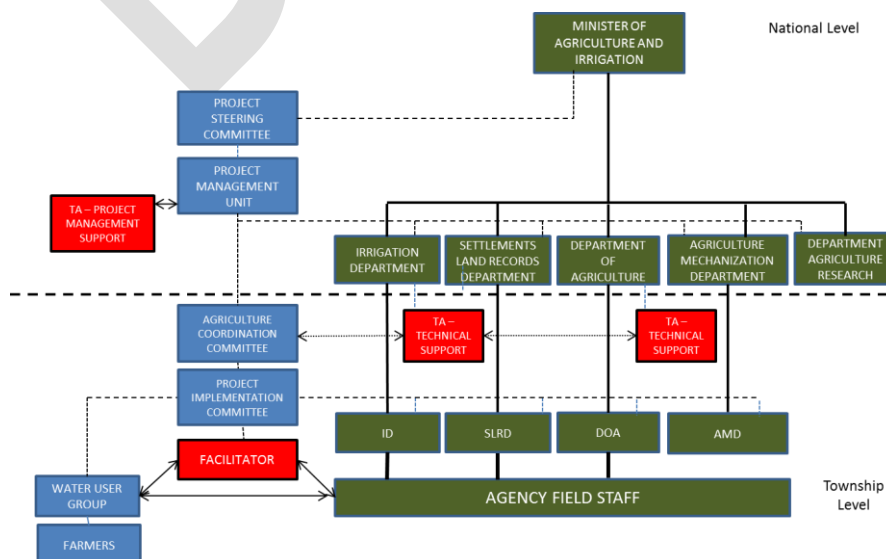 MINISTER OF
AGRICULTURE AND
IRRIGATION
National Level
PROJECT
STEERING
COMMITTEE
PROJECT
MANAGEMENT
UNIT
TA – PROJECT
MANAGEMENT
SUPPORT
IRRIGATION
DEPARTMENT
SETTLEMENTS
LAND RECORDS
DEPARTMENT
DEPARTMENT
OF
AGRICULTURE
AGRICULTURE
MECHANIZATION
DEPARTMENT
DEPARTMENT
AGRICULTURE
RESEARCH
AGRICULTURE
COORDINATION
COMMITTEE
TA –
TECHNICAL
SUPPORT
TA –
TECHNICAL
SUPPORT
PROJECT
IMPLEMENTATION
COMMITTEE
ID
SLRD
DOA
AMD
FACILITATOR
WATER USER
GROUP
AGENCY FIELD STAFF
Township
Level
FARMERS